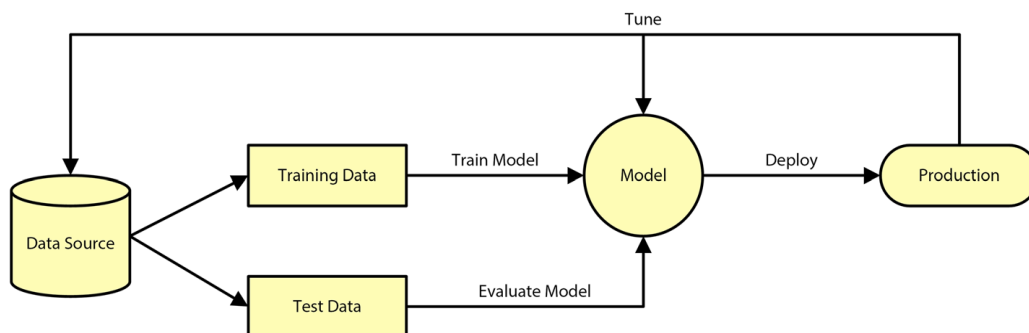 Tune
Training Data
Train Model
Model
Deploy
Production
Data Source
Test Data
Evaluate Model